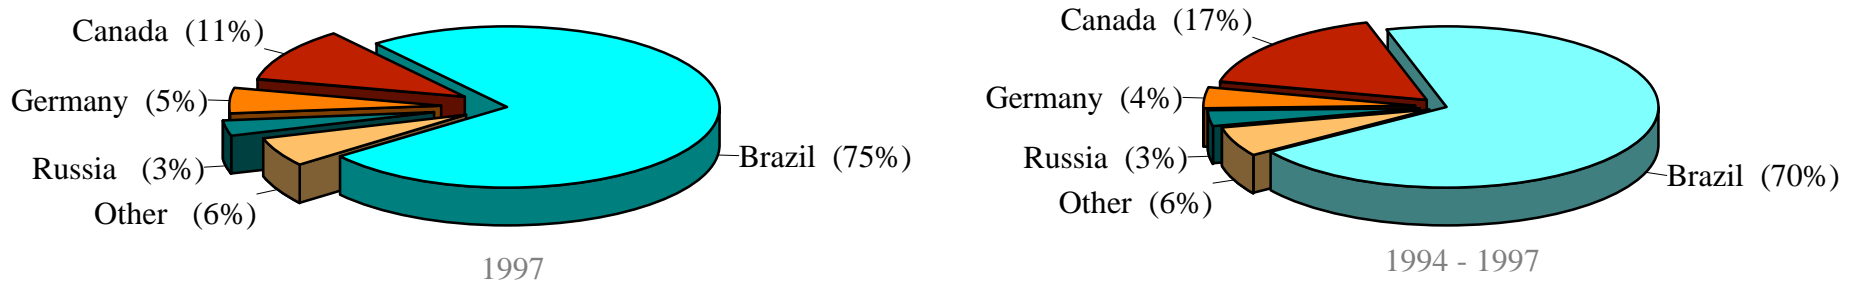 Canada (11%)
Germany (5%)
Russia (3%)
Other (6%)
Brazil (75%)
1997
Canada (17%)
Germany (4%)
Russia (3%)
Other (6%)
Brazil (70%)
1994 - 1997